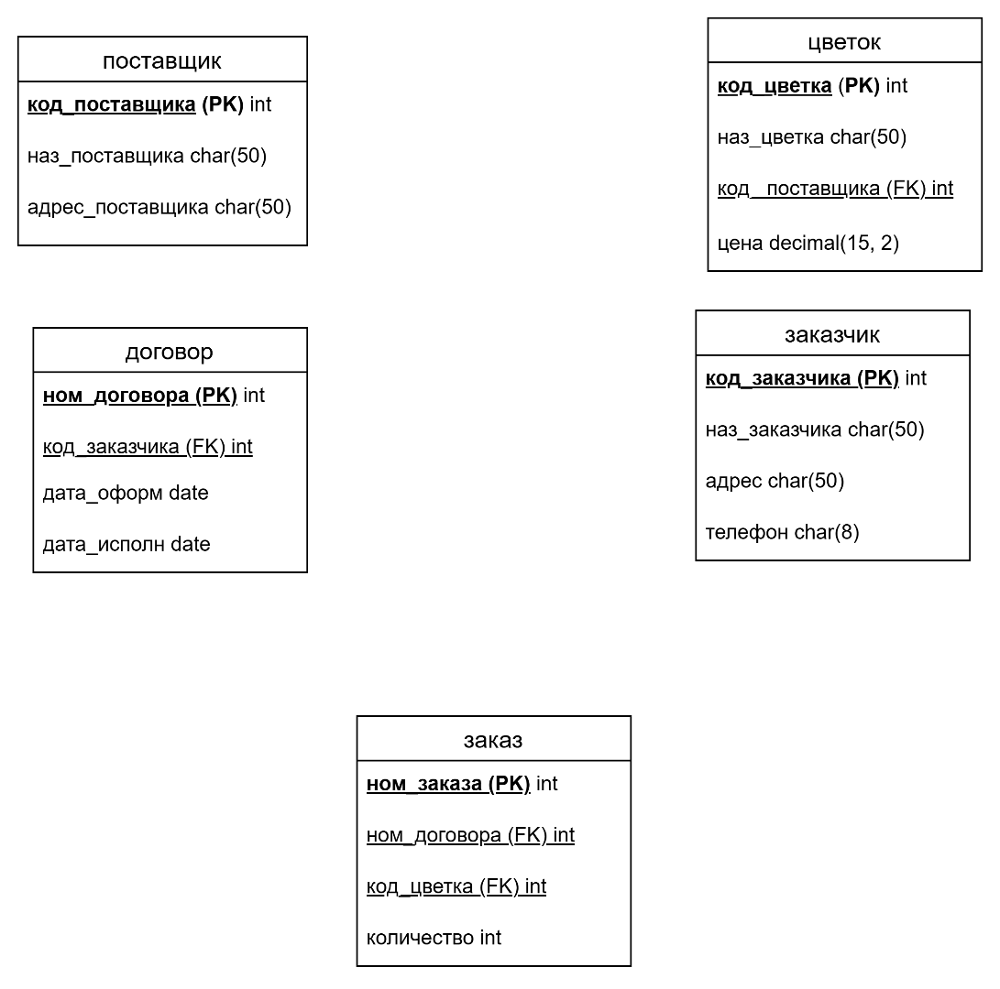 поставщик
код_поставщика (PK) int
наз_поставщика char(50)
адрес_поставщика char(50)
цветок
код_цветка (PK) int
наз_цветка char(50)
код_ поставщика (FK) int
цена decimal(15, 2)
договор
ном_договора (PK) int
код_заказчика (FK) int
дата_оформ date
дата_исполн date
заказчик
код_заказчика (PK) int
наз_заказчика char(50)
адрес char(50)
телефон char(8)
заказ
ном_заказа (PK) int
ном_договора (FK) int
код_цветка (FK) int
количество int